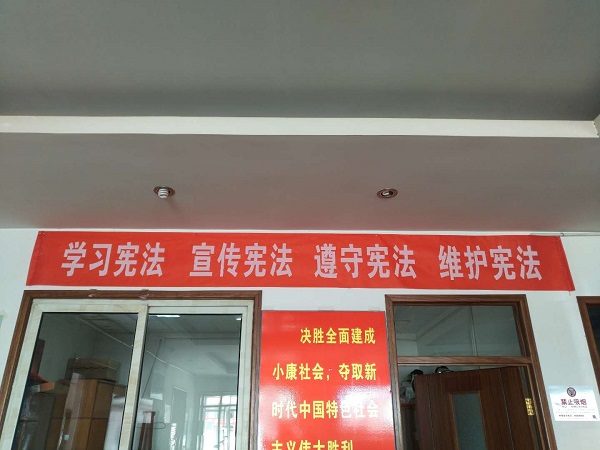 学习宪法 宣传宪法 遵守宪法 维护宪法
决胜全面建成
小康社会，夺取新
时代中国特色社会
主义伟大胜利
禁止吸烟